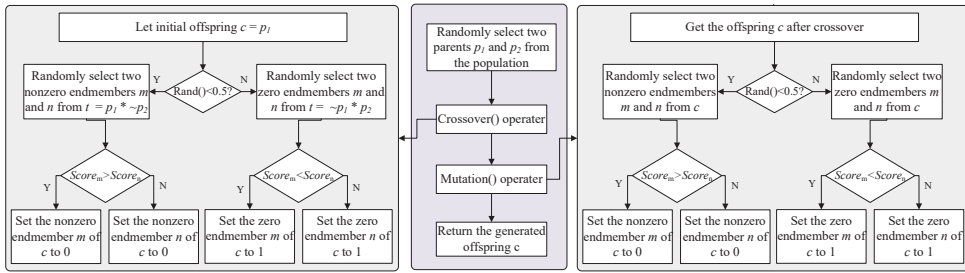 Let initial offspring c = p1
Y
Rand()<0.5?
N
Randomly select two
nonzero endmembers m
and n from t = p1 * ~p2
Randomly select two
zero endmembers m and
n from t = ~p1 * p2
Scorem>Scoren
Y
N
Scorem<Scoren
Y
N
Set the nonzero
endmember m of
c to 0
Set the nonzero
endmember n of
c to 0
Set the zero
endmember m of
c to 1
Set the zero
endmember n of
c to 1
Randomly select two
parents p1 and p2 from
the population
Crossover() operater
Mutation() operater
Return the generated
offspring c
Get the offspring c after crossover
Y
Rand()<0.5?
N
Randomly select two
nonzero endmembers
m and n from c
Randomly select two
zero endmembers m
and n from c
Scorem>Scoren
Y
N
Scorem<Scoren
Y
N
Set the nonzero
endmember m of
c to 0
Set the nonzero
endmember n of
c to 0
Set the zero
endmember m of
c to 1
Set the zero
endmember n of
c to 1